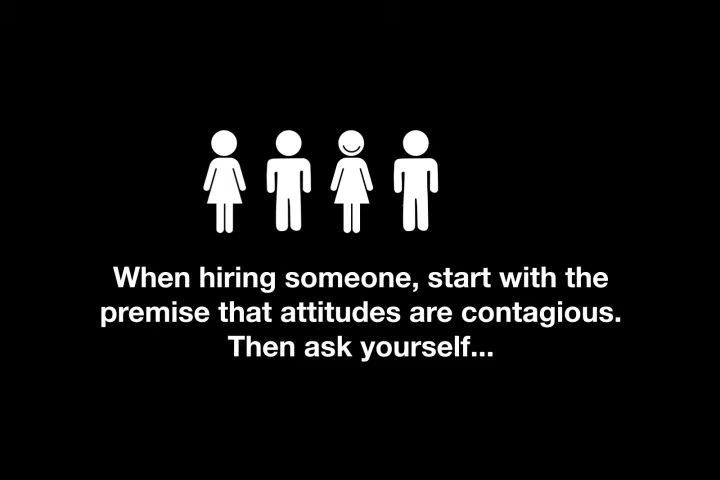 When hiring someone, start with the
premise that attitudes are contagious.
Then ask yourself...